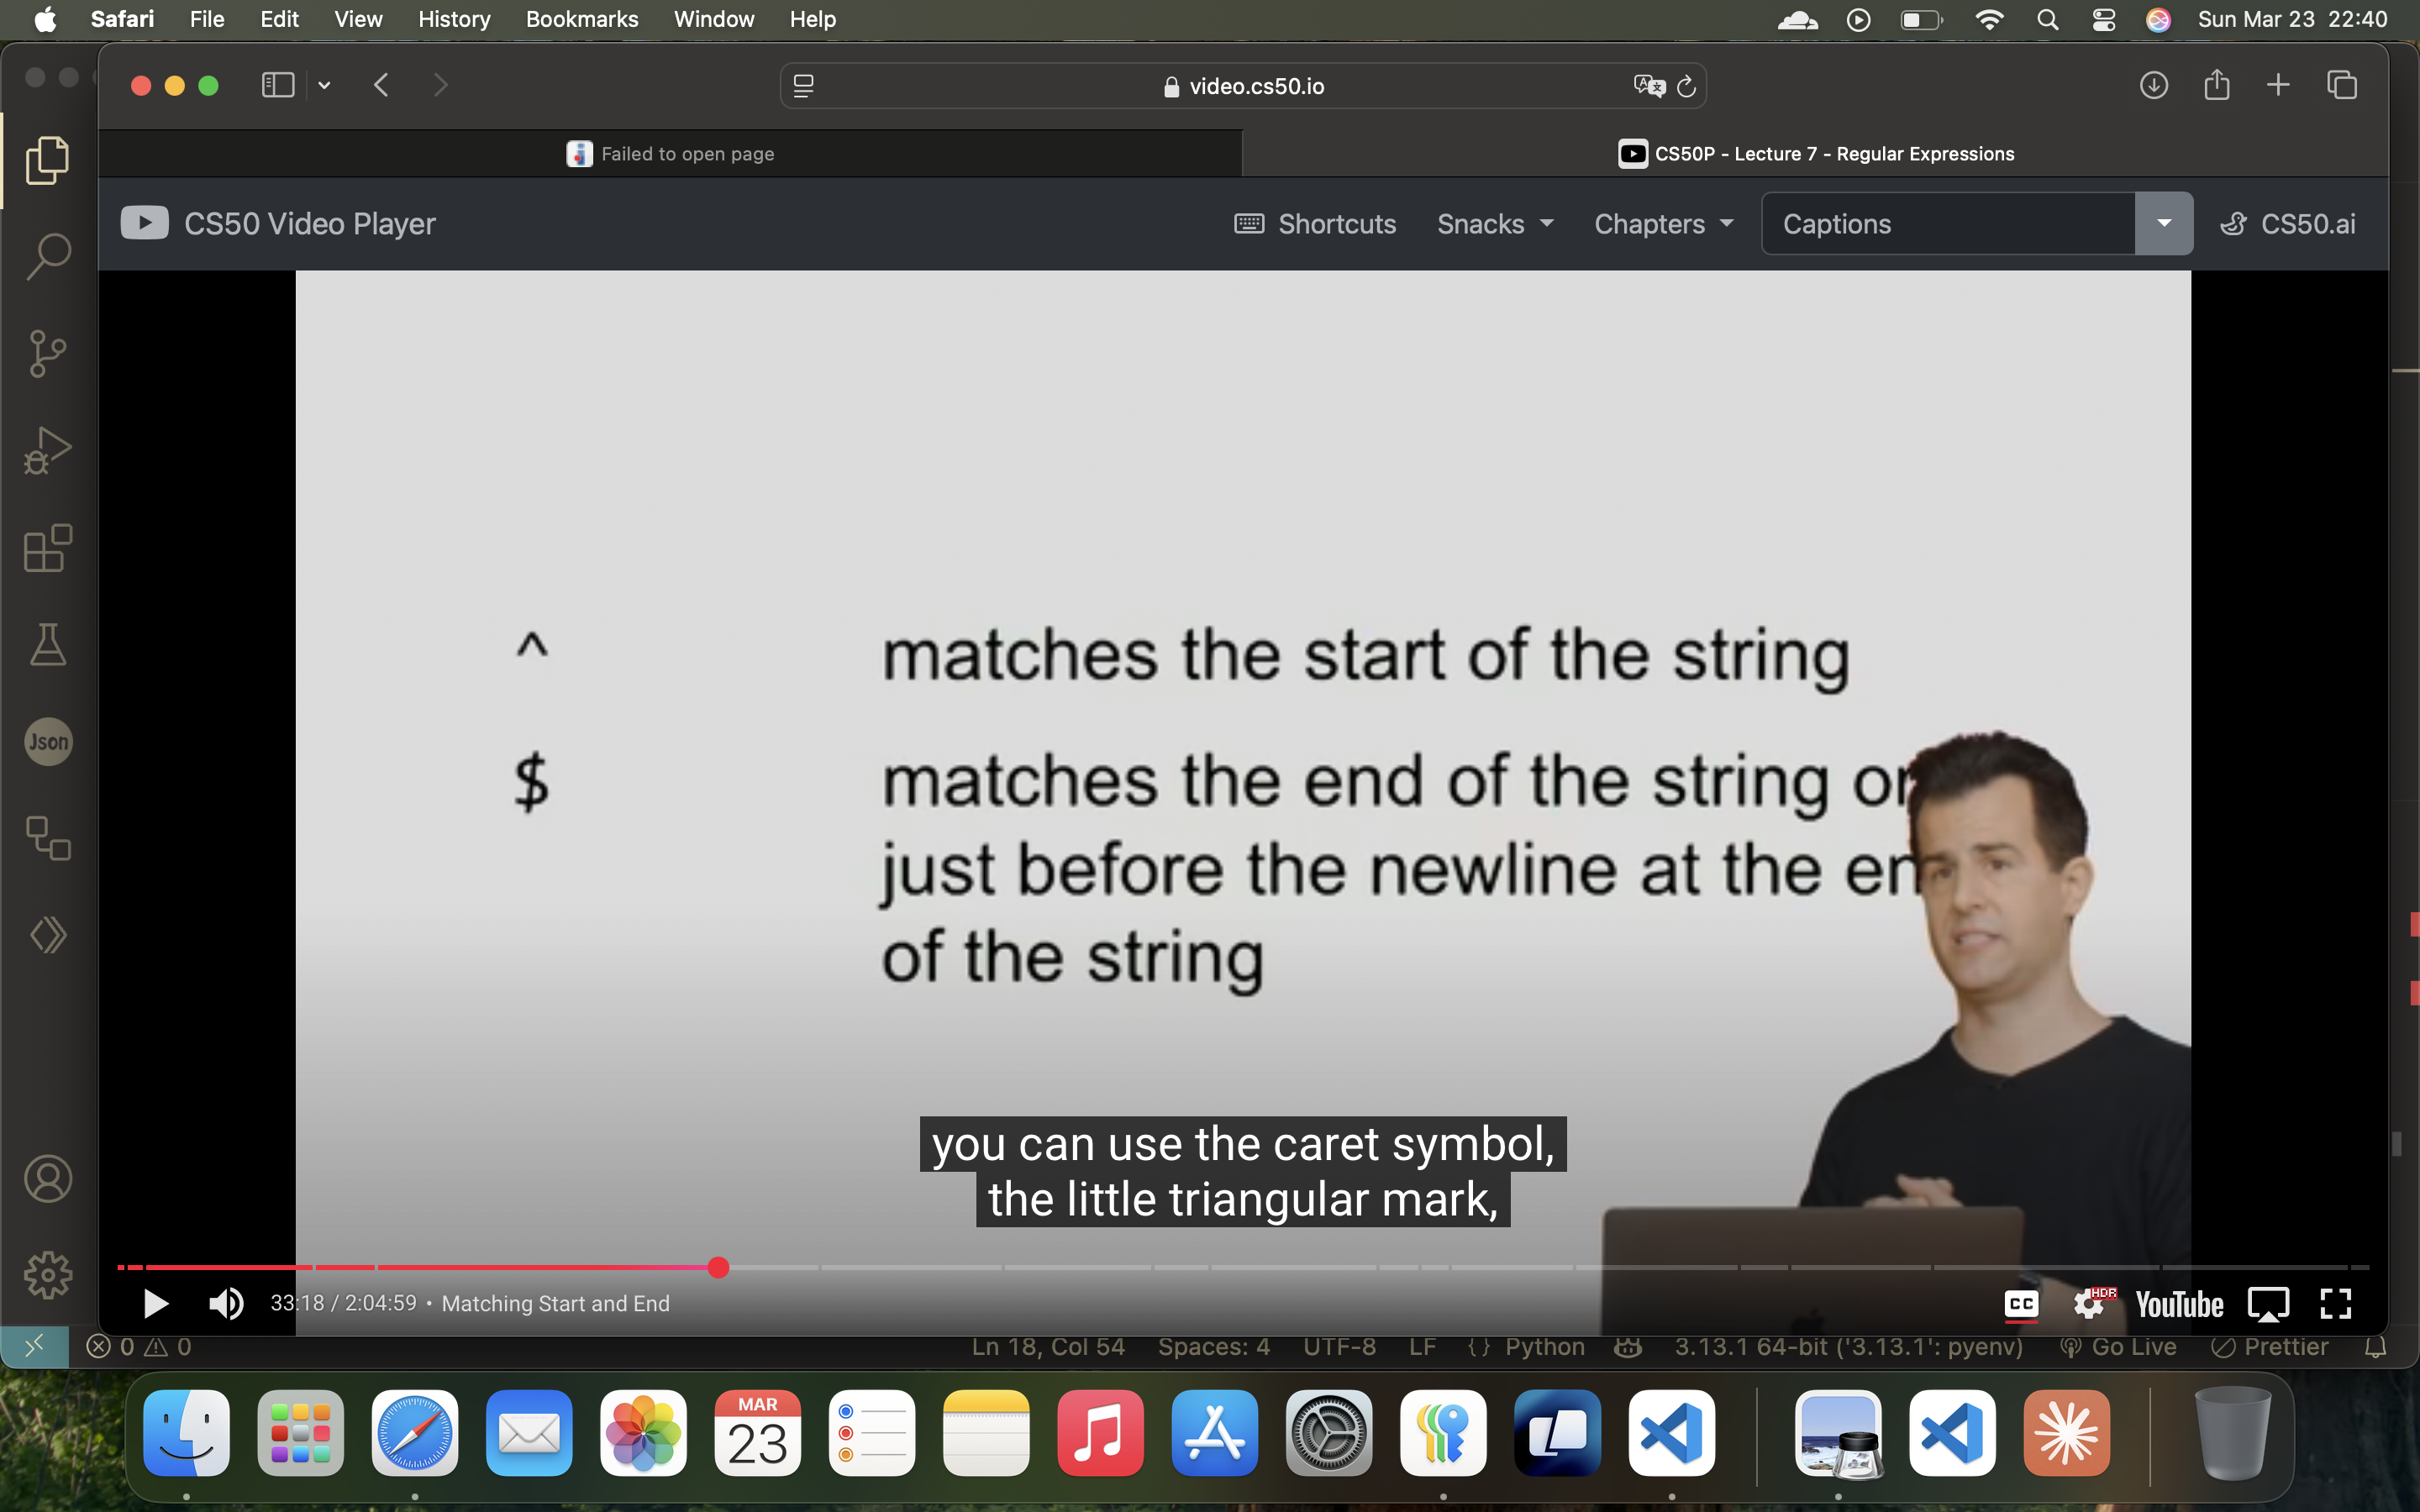 Safari File Edit View History Bookmarks Window Help Sun Mar 23 22:40
video.cs50.io
Failed to open page
CS50P - Lecture 7 - Regular Expressions
CS50 Video Player
Shortcuts Snacks Chapters Captions CS50.ai
^ matches the start of the string
$ matches the end of the string or
just before the newline at the en
of the string
you can use the caret symbol,
the little triangular mark,
33:18 / 2:04:59 • Matching Start and End
CC HDR YouTube
Json
0 0 Ln 18, Col 54 Spaces: 4 UTF-8 LF {} Python 3.13.1 64-bit ('3.13.1': pyenv) Go Live Prettier
MAR
23